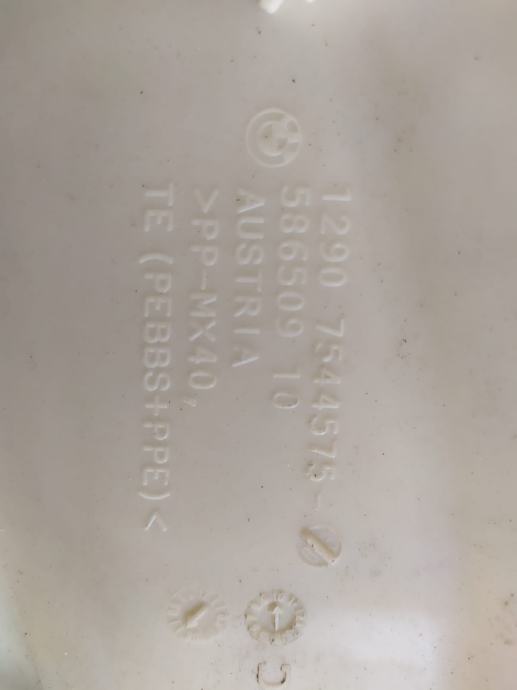 1290 7544575-
586509 10
AUSTRIA
>PP-MX40,
TE (PEBBS+PPE)<